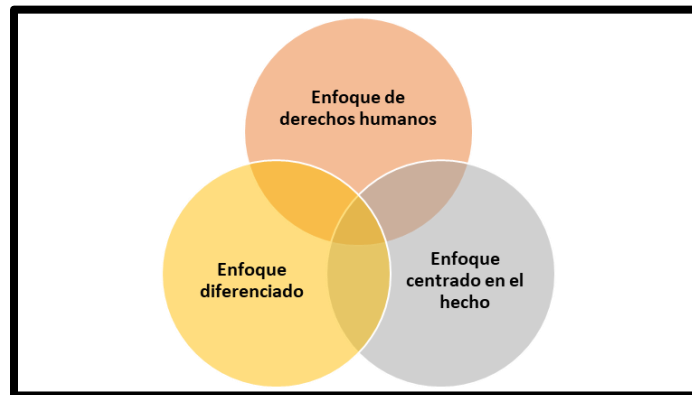 Enfoque de
derechos humanos
Enfoque
diferenciado
Enfoque
centrado en el
hecho